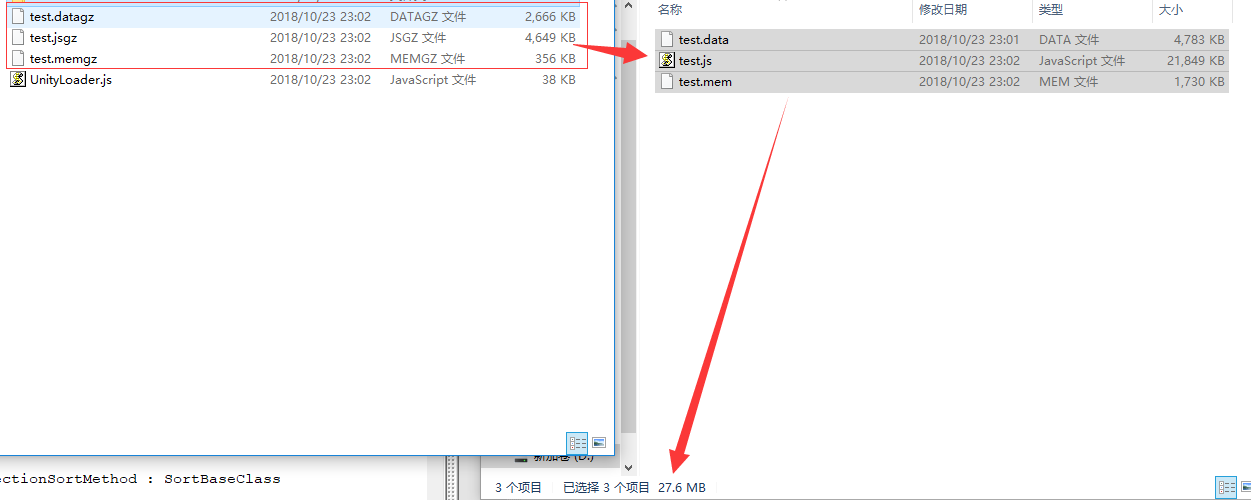 test.datagz 2018/10/23 23:02 DATAGZ 文件 2,666 KB
test.jsgz 2018/10/23 23:02 JSGZ 文件 4,649 KB
test.memgz 2018/10/23 23:02 MEMGZ 文件 356 KB
UnityLoader.js 2018/10/23 23:02 JavaScript 文件 38 KB
名称 修改日期 类型 大小
test.data 2018/10/23 23:01 DATA 文件 4,783 KB
test.js 2018/10/23 23:02 JavaScript 文件 21,849 KB
test.mem 2018/10/23 23:02 MEM 文件 1,730 KB
新加卷 (D:)
ectionSortMethod : SortBaseClass
3 个项目 已选择 3 个项目 27.6 MB